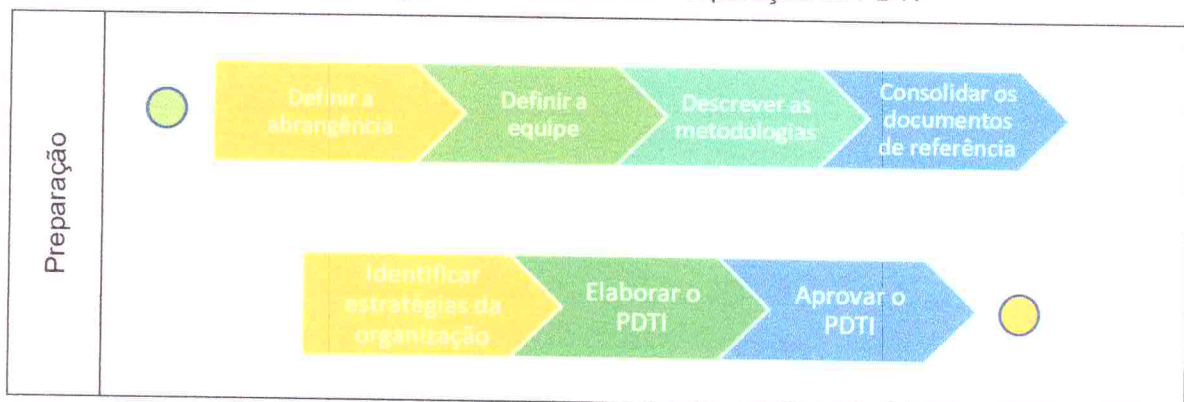 Preparação
Definir a
abrangência
Definir a
equipe
Descrever as
metodologias
Consolidar os
documentos
de referência
Identificar
estratégias da
organização
Elaborar o
PDTI
Aprovar o
PDTI